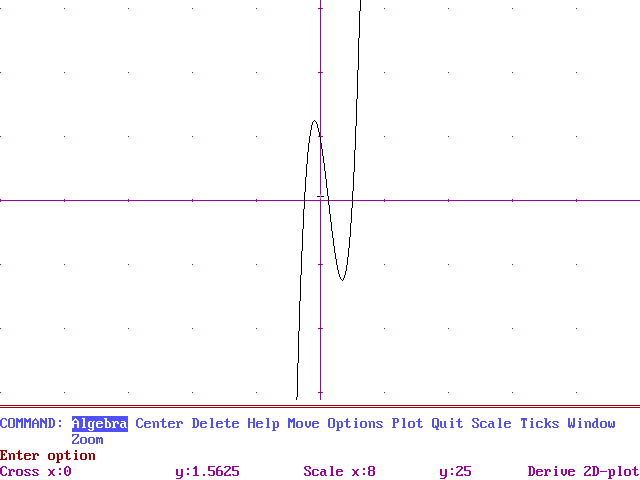 COMMAND: Algebra Center Delete Help Move Options Plot Quit Scale Ticks Window
Zoom
Enter option
Cross x:0 y:1.5625 Scale x:8 y:25 Derive 2D-plot